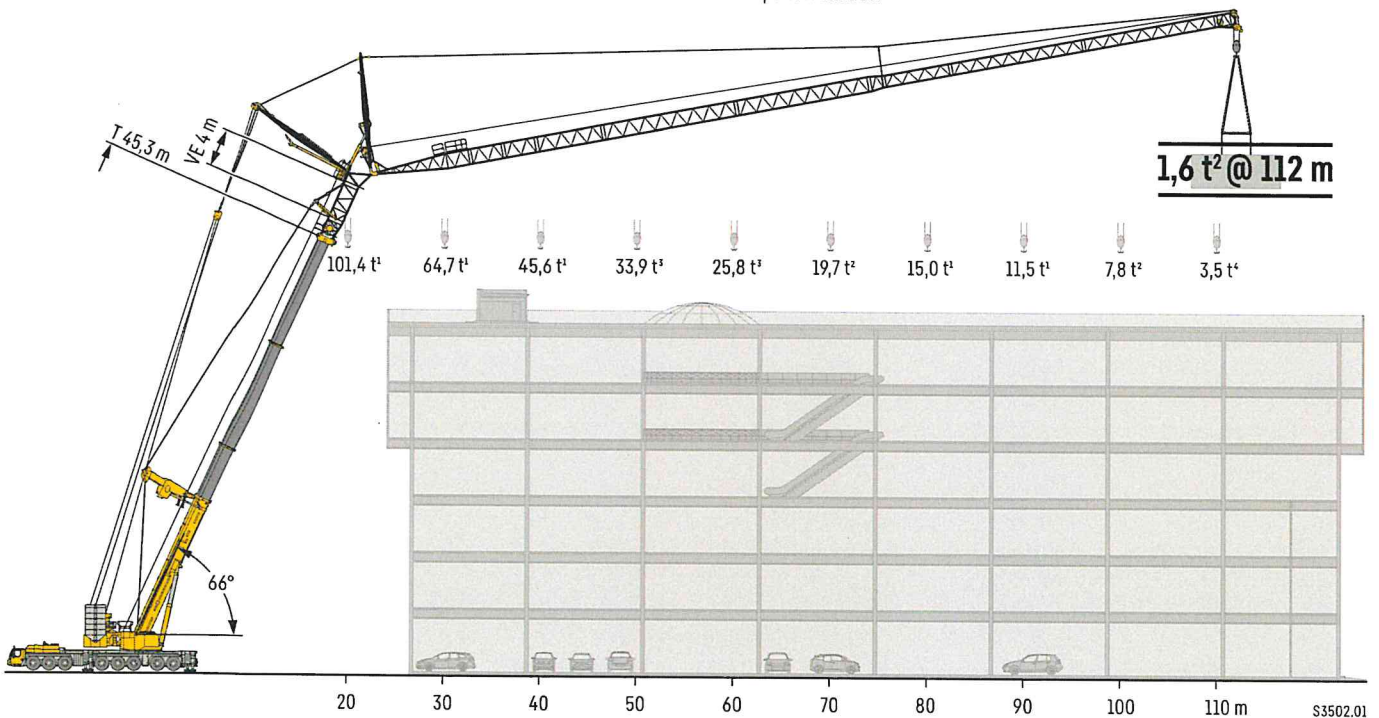 T 45,3 m
VE 4 m
1,6 t² @ 112 m
101,4 t¹ 64,7 t¹ 45,6 t¹ 33,9 t³ 25,8 t³ 19,7 t² 15,0 t¹ 11,5 t¹ 7,8 t² 3,5 t⁴
66°
20 30 40 50 60 70 80 90 100 110 m
S3502.01